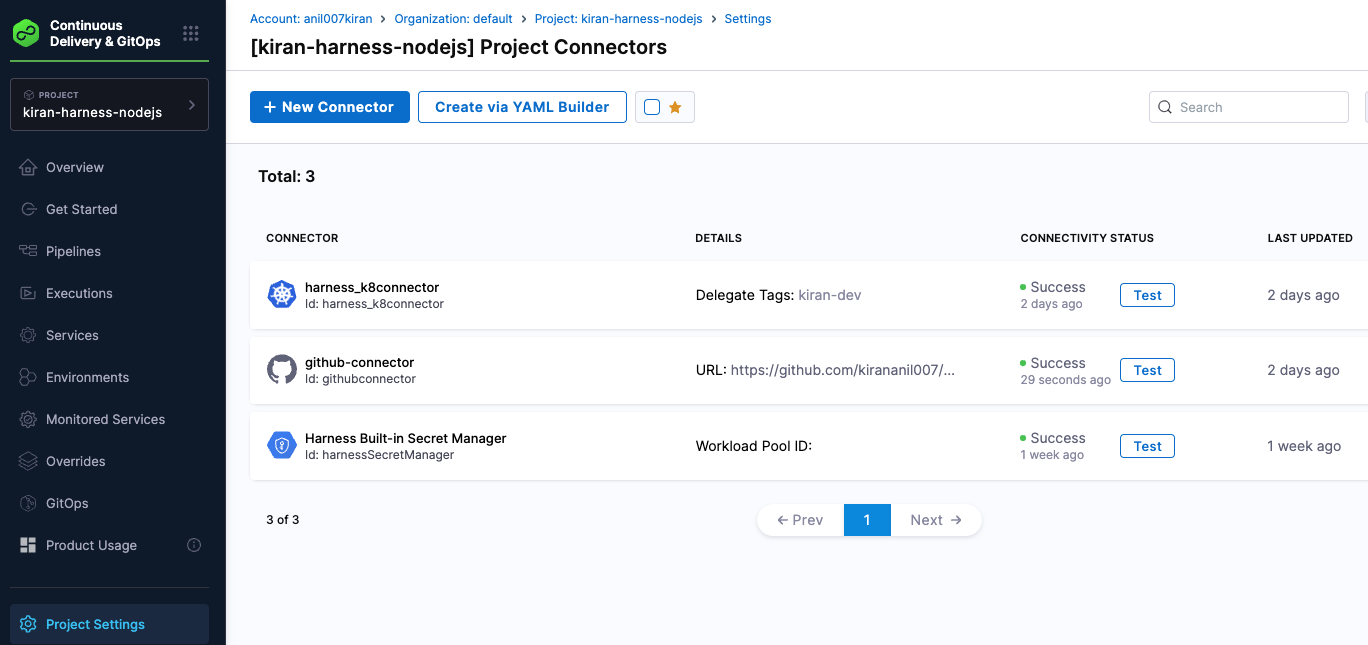 Continuous
Delivery & GitOps
PROJECT
kiran-harness-nodejs
Overview
Get Started
Pipelines
Executions
Services
Environments
Monitored Services
Overrides
GitOps
Product Usage
Project Settings
Account: anil007kiran > Organization: default > Project: kiran-harness-nodejs > Settings
[kiran-harness-nodejs] Project Connectors
+ New Connector Create via YAML Builder Search
Total: 3
CONNECTOR DETAILS CONNECTIVITY STATUS LAST UPDATED
harness_k8connector
Id: harness_k8connector
Delegate Tags: kiran-dev
Success
2 days ago
Test
2 days ago
github-connector
Id: githubconnector
URL: https://github.com/kirananil007/...
Success
29 seconds ago
Test
2 days ago
Harness Built-in Secret Manager
Id: harnessSecretManager
Workload Pool ID:
Success
1 week ago
Test
1 week ago
3 of 3 ← Prev 1 Next →